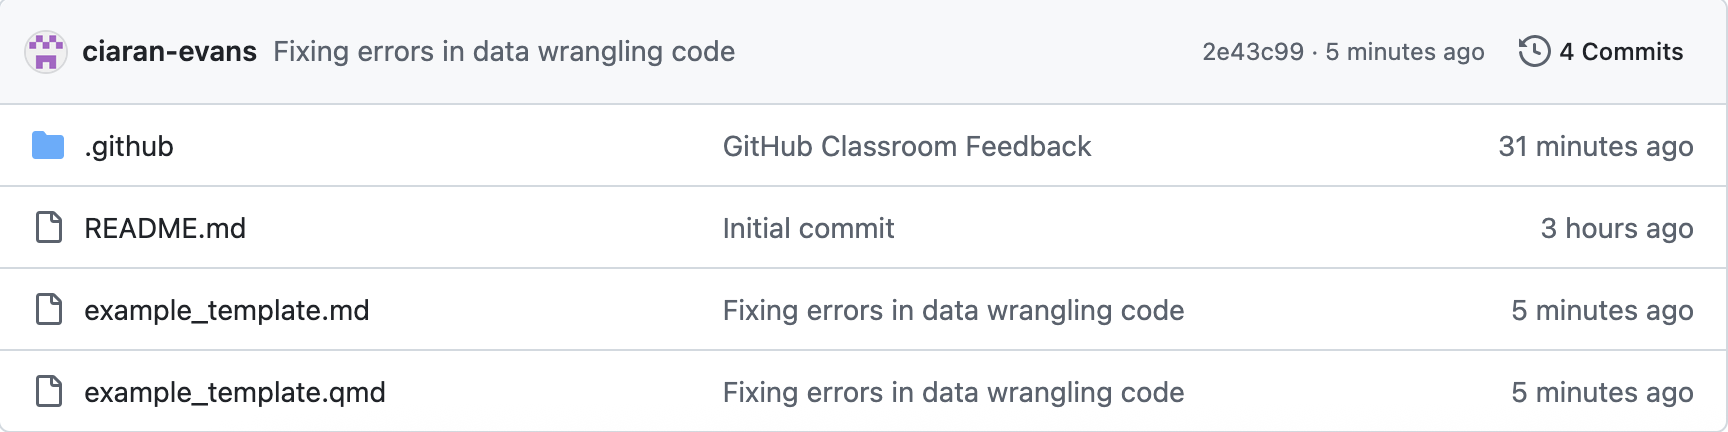 ciaran-evans Fixing errors in data wrangling code 2e43c99 · 5 minutes ago 4 Commits
.github GitHub Classroom Feedback 31 minutes ago
README.md Initial commit 3 hours ago
example_template.md Fixing errors in data wrangling code 5 minutes ago
example_template.qmd Fixing errors in data wrangling code 5 minutes ago